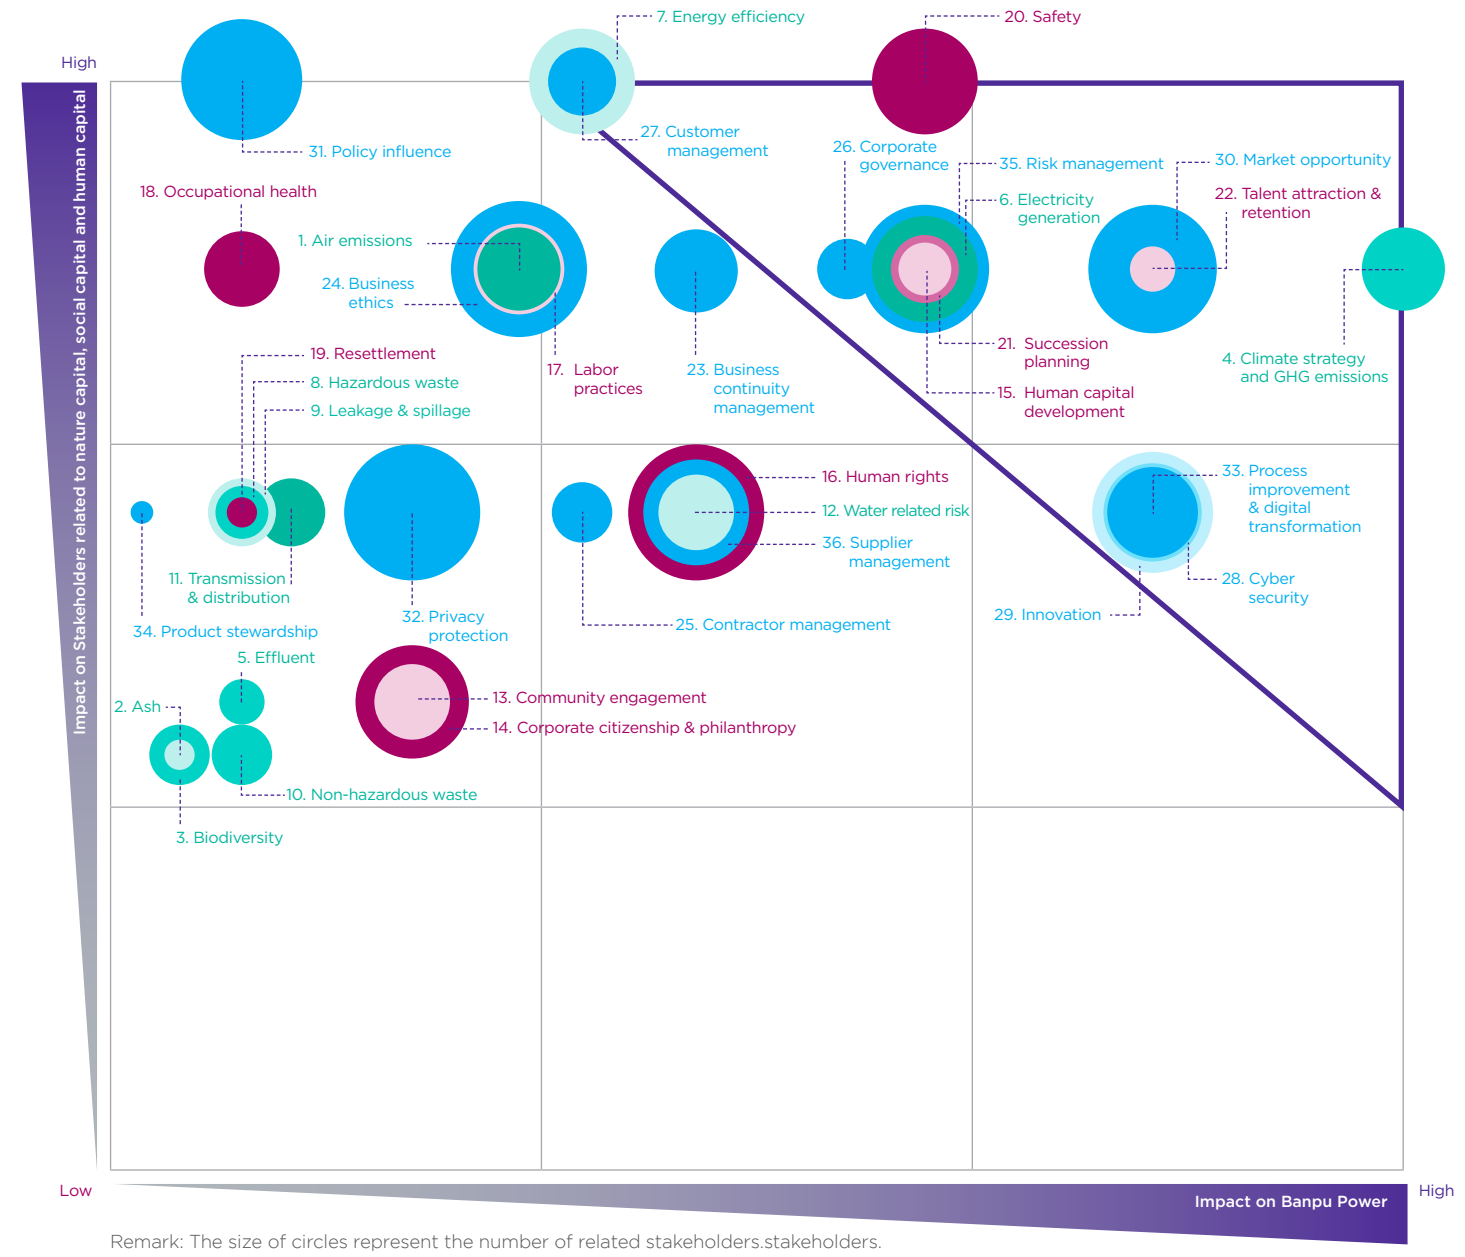 7. Energy efficiency
20. Safety
High
27. Customer
management
26. Corporate
governance
31. Policy influence
35. Risk management
30. Market opportunity
18. Occupational health
22. Talent attraction &
retention
6. Electricity
generation
1. Air emissions
24. Business
ethics
21. Succession
planning
19. Resettlement
17. Labor
practices
23. Business
continuity
management
4. Climate strategy
and GHG emissions
8. Hazardous waste
15. Human capital
development
9. Leakage & spillage
Impact on Stakeholders related to nature capital, social capital and human capital
16. Human rights
33. Process
improvement
& digital
transformation
12. Water related risk
36. Supplier
management
11. Transmission
& distribution
28. Cyber
security
32. Privacy
protection
29. Innovation
25. Contractor management
34. Product stewardship
5. Effluent
2. Ash
13. Community engagement
14. Corporate citizenship & philanthropy
10. Non-hazardous waste
3. Biodiversity
Low
High
Impact on Banpu Power
Remark: The size of circles represent the number of related stakeholders.stakeholders.